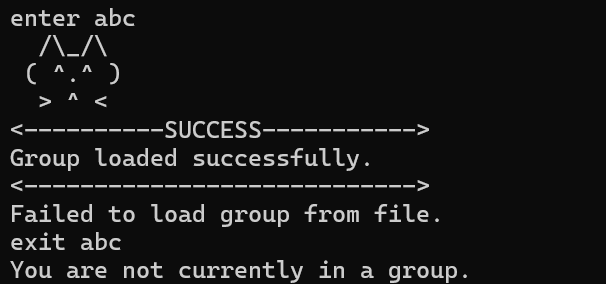 enter abc
  /\_/\
 ( ^.^ )
  > ^ <
<----------SUCCESS----------->
Group loaded successfully.
<---------------------------->
Failed to load group from file.
exit abc
You are not currently in a group.